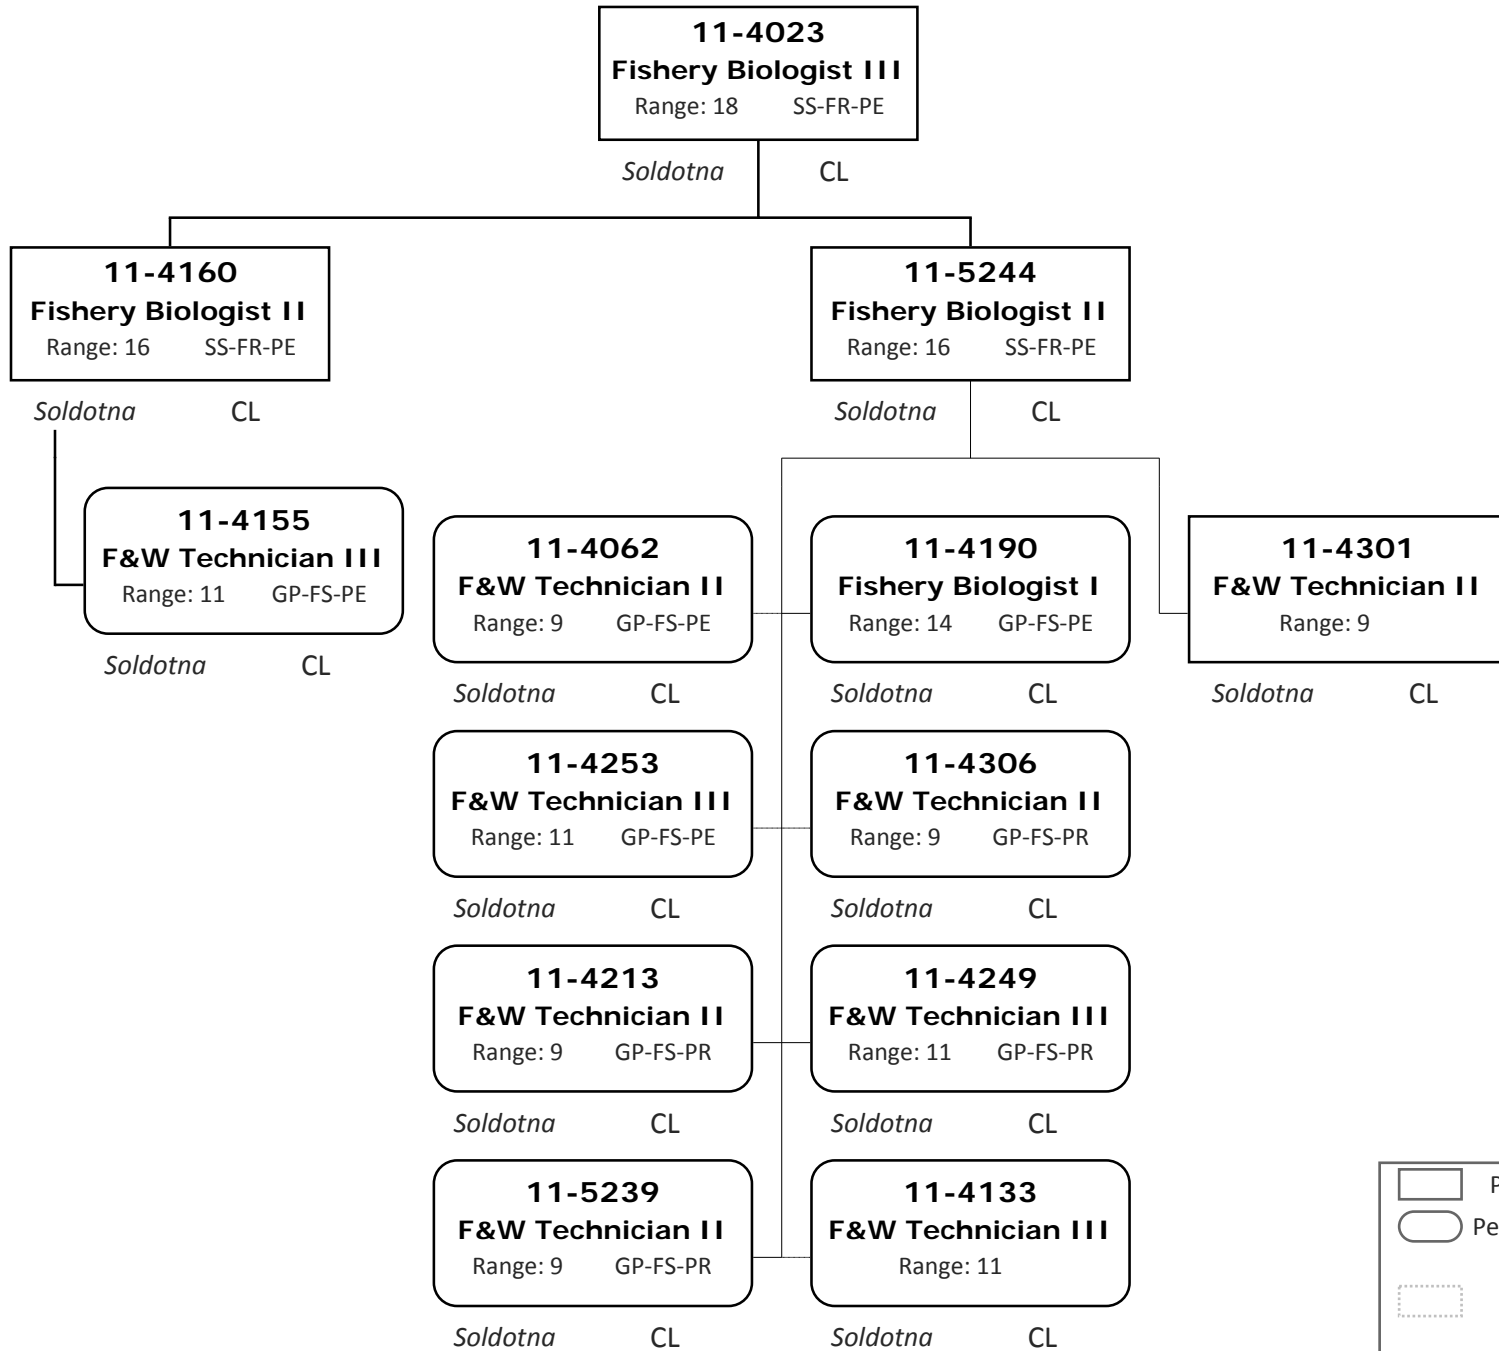 11-4023
Fishery Biologist III
Range: 18 SS-FR-PE
Soldotna CL
11-4160
Fishery Biologist II
Range: 16 SS-FR-PE
Soldotna CL
11-5244
Fishery Biologist II
Range: 16 SS-FR-PE
Soldotna CL
11-4155
F&W Technician III
Range: 11 GP-FS-PE
Soldotna CL
11-4062
F&W Technician II
Range: 9 GP-FS-PE
Soldotna CL
11-4190
Fishery Biologist I
Range: 14 GP-FS-PE
Soldotna CL
11-4301
F&W Technician II
Range: 9
Soldotna CL
11-4253
F&W Technician III
Range: 11 GP-FS-PE
Soldotna CL
11-4306
F&W Technician II
Range: 9 GP-FS-PR
Soldotna CL
11-4213
F&W Technician II
Range: 9 GP-FS-PR
Soldotna CL
11-4249
F&W Technician III
Range: 11 GP-FS-PR
Soldotna CL
11-5239
F&W Technician II
Range: 9 GP-FS-PR
Soldotna CL
11-4133
F&W Technician III
Range: 11
Soldotna CL